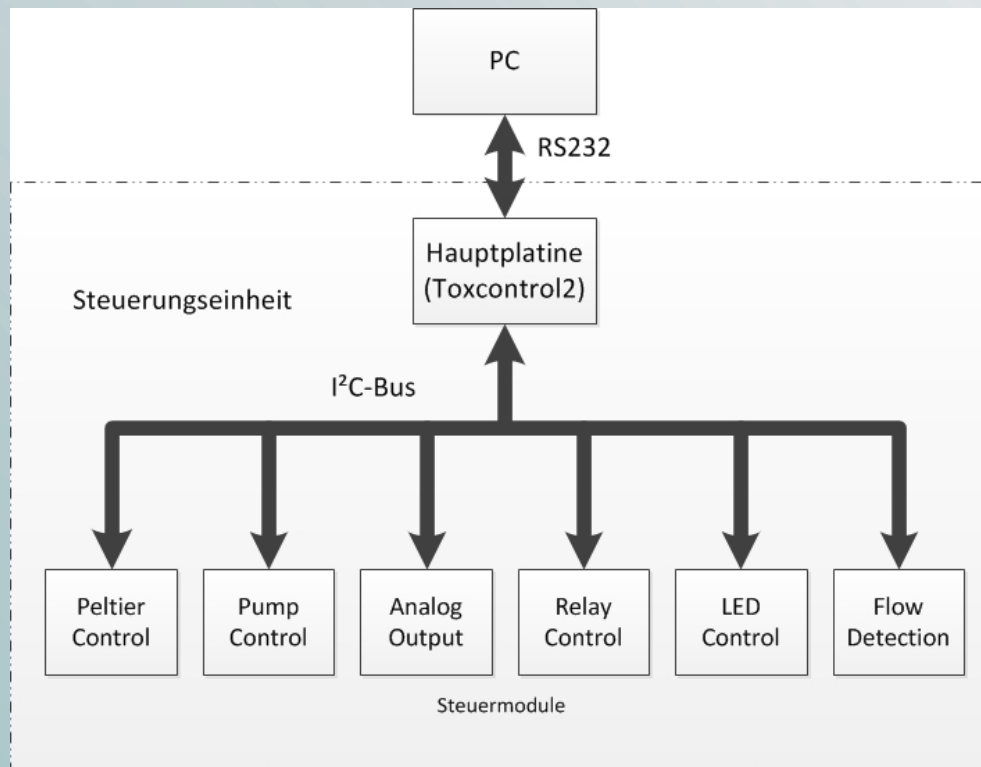 PC
RS232
Hauptplatine
(Toxcontrol2)
Steuerungseinheit
I²C-Bus
Peltier
Control
Pump
Control
Analog
Output
Relay
Control
LED
Control
Flow
Detection
Steuermodule